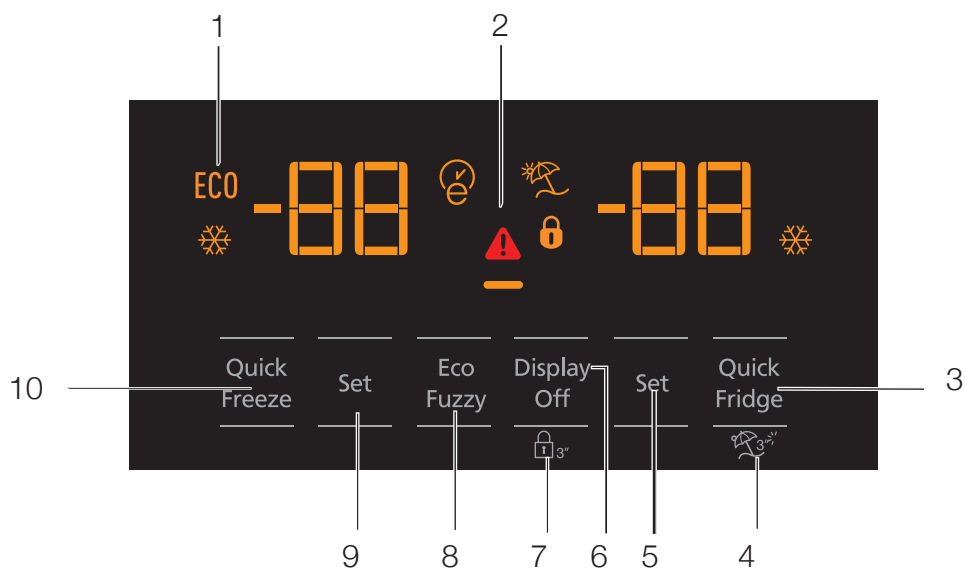 1
2
ECO
-88
e
-88
Quick
Freeze
Set
Eco
Fuzzy
Display
Off
Set
Quick
Fridge
10
3
3"
3"
9
8
7
6
5
4